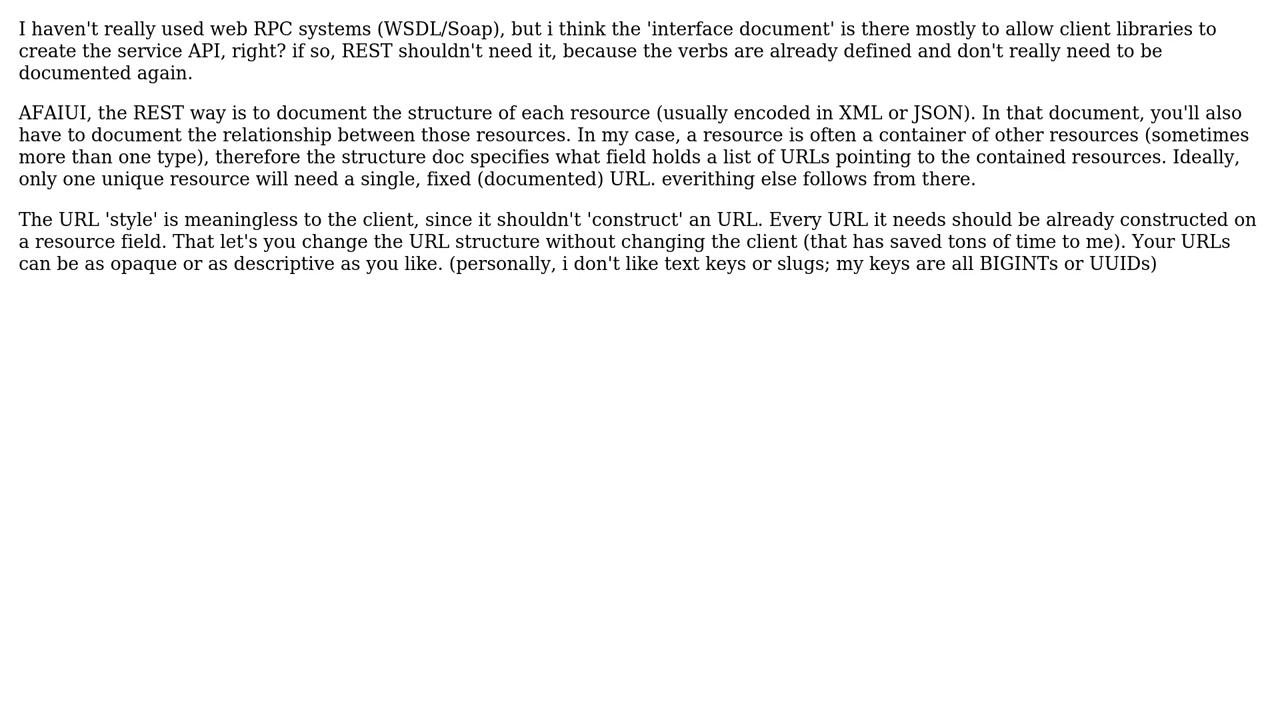 I haven't really used web RPC systems (WSDL/Soap), but i think the 'interface document' is there mostly to allow client libraries to
create the service API, right? if so, REST shouldn't need it, because the verbs are already defined and don't really need to be
documented again.
AFAIUI, the REST way is to document the structure of each resource (usually encoded in XML or JSON). In that document, you'll also
have to document the relationship between those resources. In my case, a resource is often a container of other resources (sometimes
more than one type), therefore the structure doc specifies what field holds a list of URLs pointing to the contained resources. Ideally,
only one unique resource will need a single, fixed (documented) URL. everithing else follows from there.
The URL 'style' is meaningless to the client, since it shouldn't 'construct' an URL. Every URL it needs should be already constructed on
a resource field. That let's you change the URL structure without changing the client (that has saved tons of time to me). Your URLs
can be as opaque or as descriptive as you like. (personally, i don't like text keys or slugs; my keys are all BIGINTs or UUIDs)